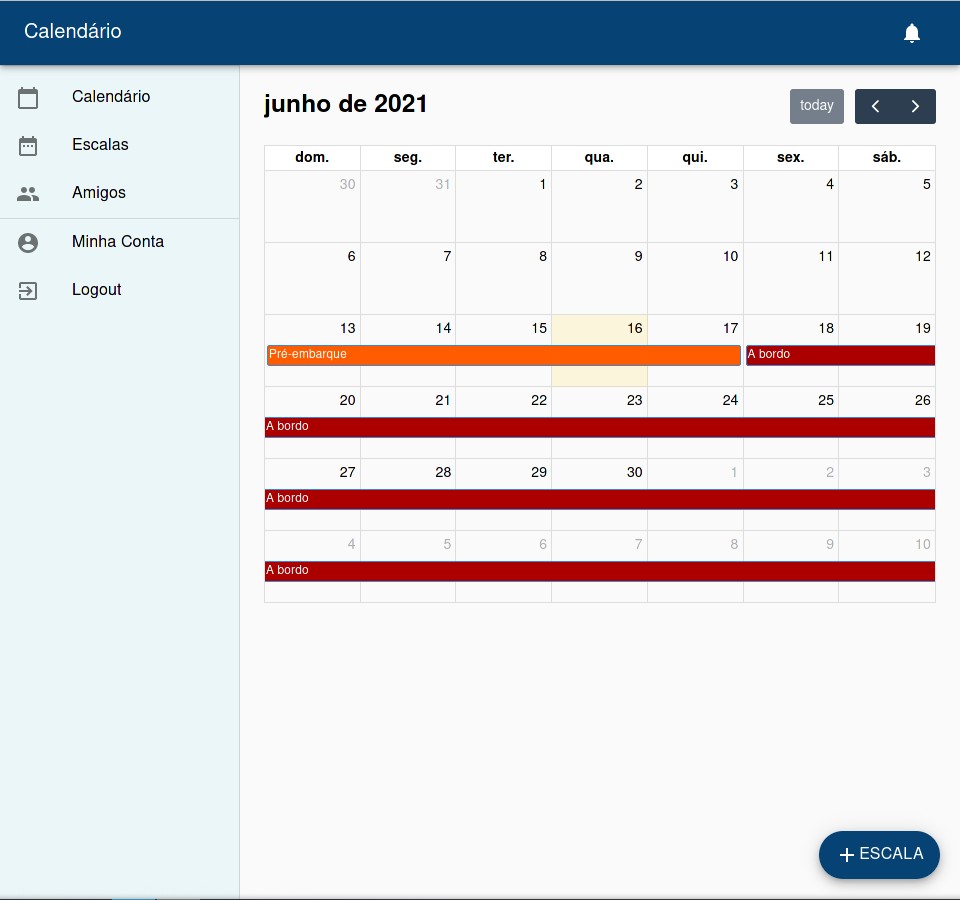 Calendário
Calendário
Escalas
Amigos
Minha Conta
Logout
junho de 2021
today
dom. seg. ter. qua. qui. sex. sáb.
30 31 1 2 3 4 5
6 7 8 9 10 11 12
13 14 15 16 17 18 19
Pré-embarque A bordo
20 21 22 23 24 25 26
A bordo
27 28 29 30 1 2 3
A bordo
4 5 6 7 8 9 10
A bordo
+ ESCALA